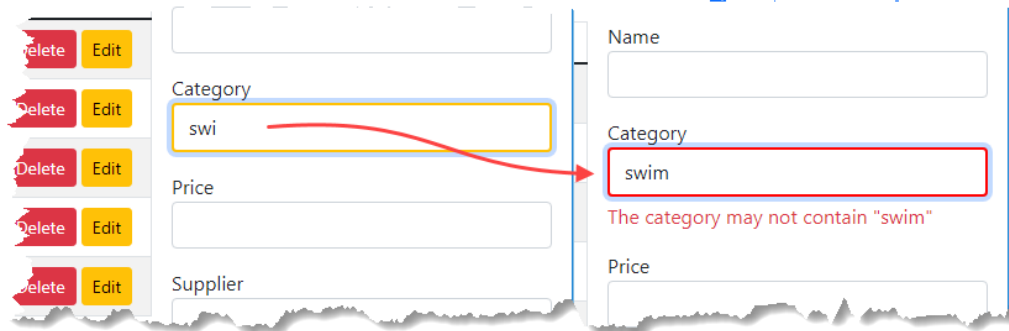 Delete Edit
Delete Edit
Delete Edit
Delete Edit
Delete Edit
Category
swi
Price
Supplier
Name
Category
swim
The category may not contain "swim"
Price